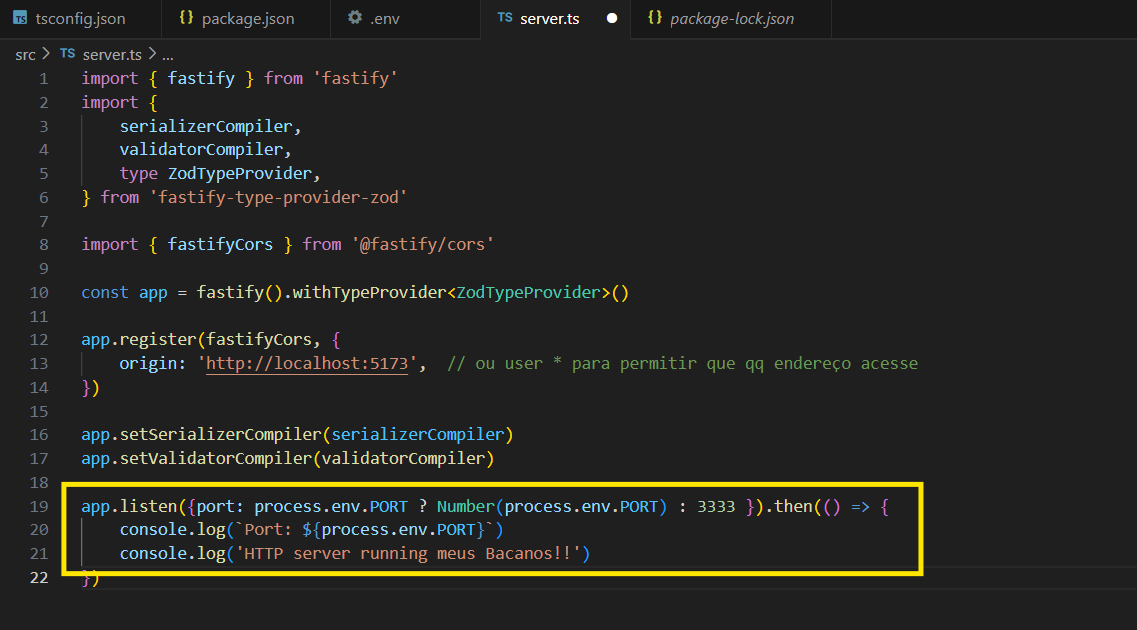 TS tsconfig.json {} package.json .env TS server.ts {} package-lock.json
src > TS server.ts > ...
1 import { fastify } from 'fastify'
2 import {
3 serializerCompiler,
4 validatorCompiler,
5 type ZodTypeProvider,
6 } from 'fastify-type-provider-zod'
7
8 import { fastifyCors } from '@fastify/cors'
9
10 const app = fastify().withTypeProvider<ZodTypeProvider>()
11
12 app.register(fastifyCors, {
13 origin: 'http://localhost:5173', // ou user * para permitir que qq endereço acesse
14 })
15
16 app.setSerializerCompiler(serializerCompiler)
17 app.setValidatorCompiler(validatorCompiler)
18
19 app.listen({port: process.env.PORT ? Number(process.env.PORT) : 3333 }).then(() => {
20 console.log(`Port: ${process.env.PORT}`)
21 console.log('HTTP server running meus Bacanos!!')
22 })